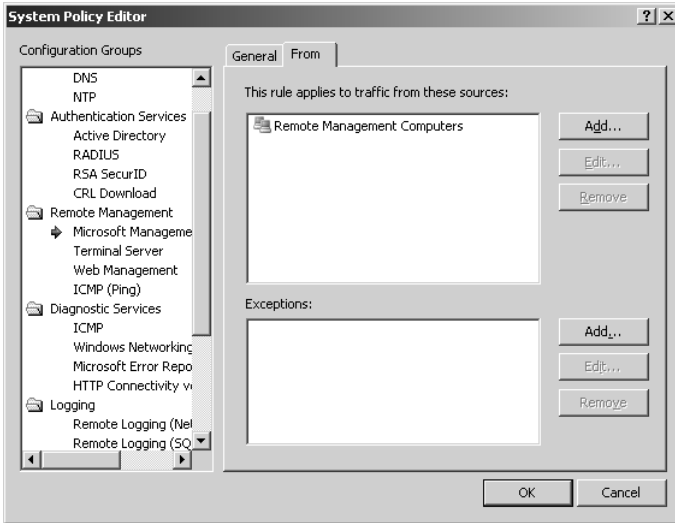 System Policy Editor
Configuration Groups
DNS
NTP
Authentication Services
Active Directory
RADIUS
RSA SecurID
CRL Download
Remote Management
Microsoft Manageme
Terminal Server
Web Management
ICMP (Ping)
Diagnostic Services
ICMP
Windows Networking
Microsoft Error Repo
HTTP Connectivity v
Logging
Remote Logging (Net
Remote Logging (SQ
General From
This rule applies to traffic from these sources:
Remote Management Computers
Add...
Edit...
Remove
Exceptions:
Add...
Edit...
Remove
OK Cancel